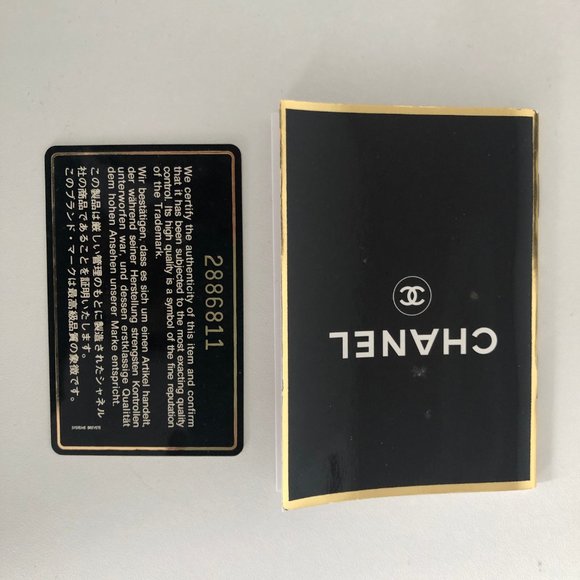 2886811
We certify the authenticity of this item and confirm
that it has been subjected to the most exacting quality
control. Its high quality is a symbol of the fine reputation
of the Trademark.
Wir bestätigen, dass es sich um einen Artikel handelt,
der während seiner Herstellung strengsten Kontrollen
unterworfen war, und dessen erstklassige Qualität
dem hohen Ansehen unserer Marke entspricht.
この製品は厳しい管理のもとに製造されたシャネル
社の商品であることを証明いたします。
このブランド・マークは最高級品質の象徴です。
SYSTEME BREVETE
CHANEL